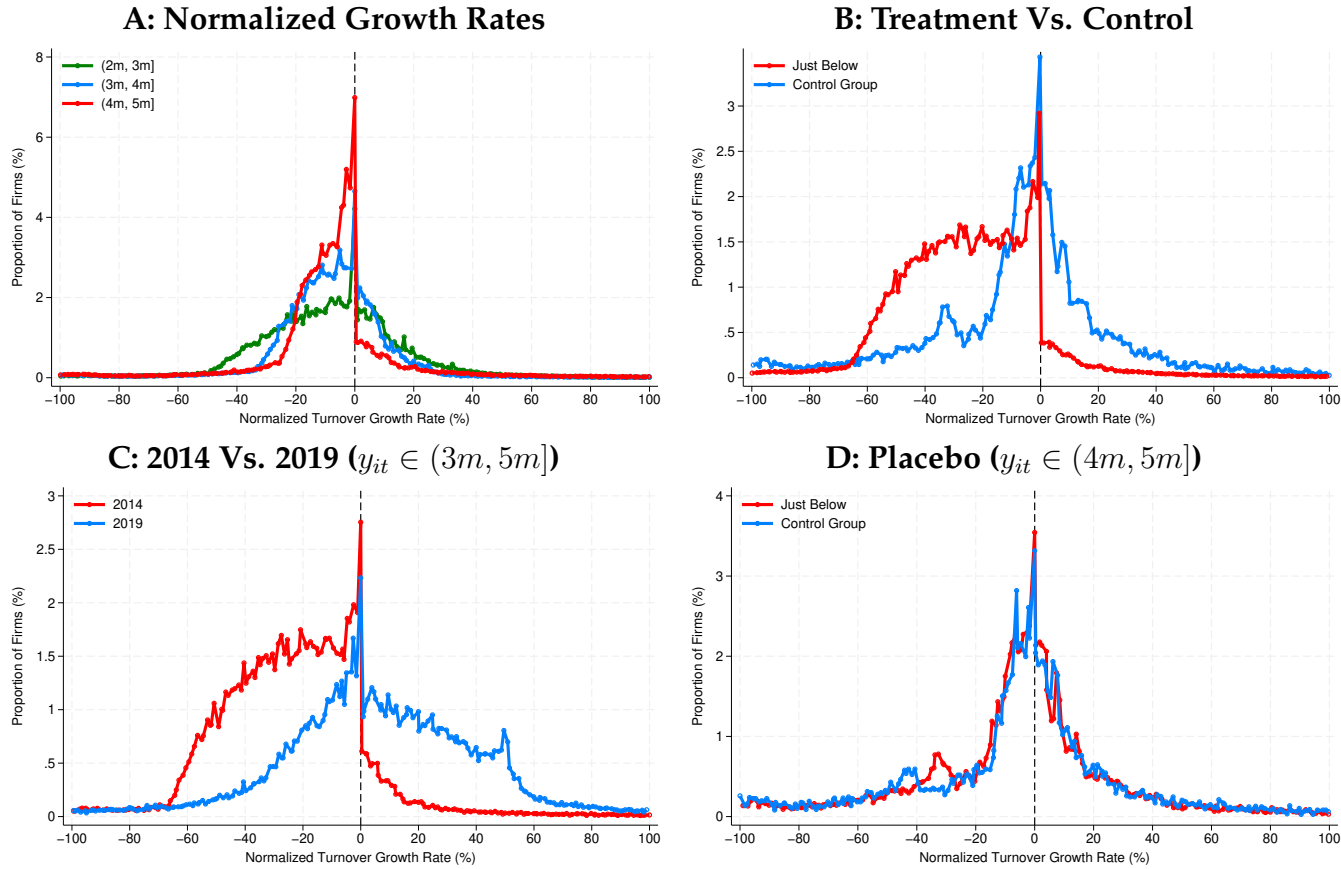 A: Normalized Growth Rates
8
6
4
2
0
Proportion of Firms (%)
(2m, 3m]
(3m, 4m]
(4m, 5m]
−100 −80 −60 −40 −20 0 20 40 60 80 100
Normalized Turnover Growth Rate (%)
B: Treatment Vs. Control
3
2.5
2
1.5
1
.5
0
Proportion of Firms (%)
Just Below
Control Group
−100 −80 −60 −40 −20 0 20 40 60 80 100
Normalized Turnover Growth Rate (%)
C: 2014 Vs. 2019 (y_{it} ∈ (3m, 5m])
3
2.5
2
1.5
1
.5
0
Proportion of Firms (%)
2014
2019
−100 −80 −60 −40 −20 0 20 40 60 80 100
Normalized Turnover Growth Rate (%)
D: Placebo (y_{it} ∈ (4m, 5m])
4
3
2
1
0
Proportion of Firms (%)
Just Below
Control Group
−100 −80 −60 −40 −20 0 20 40 60 80 100
Normalized Turnover Growth Rate (%)